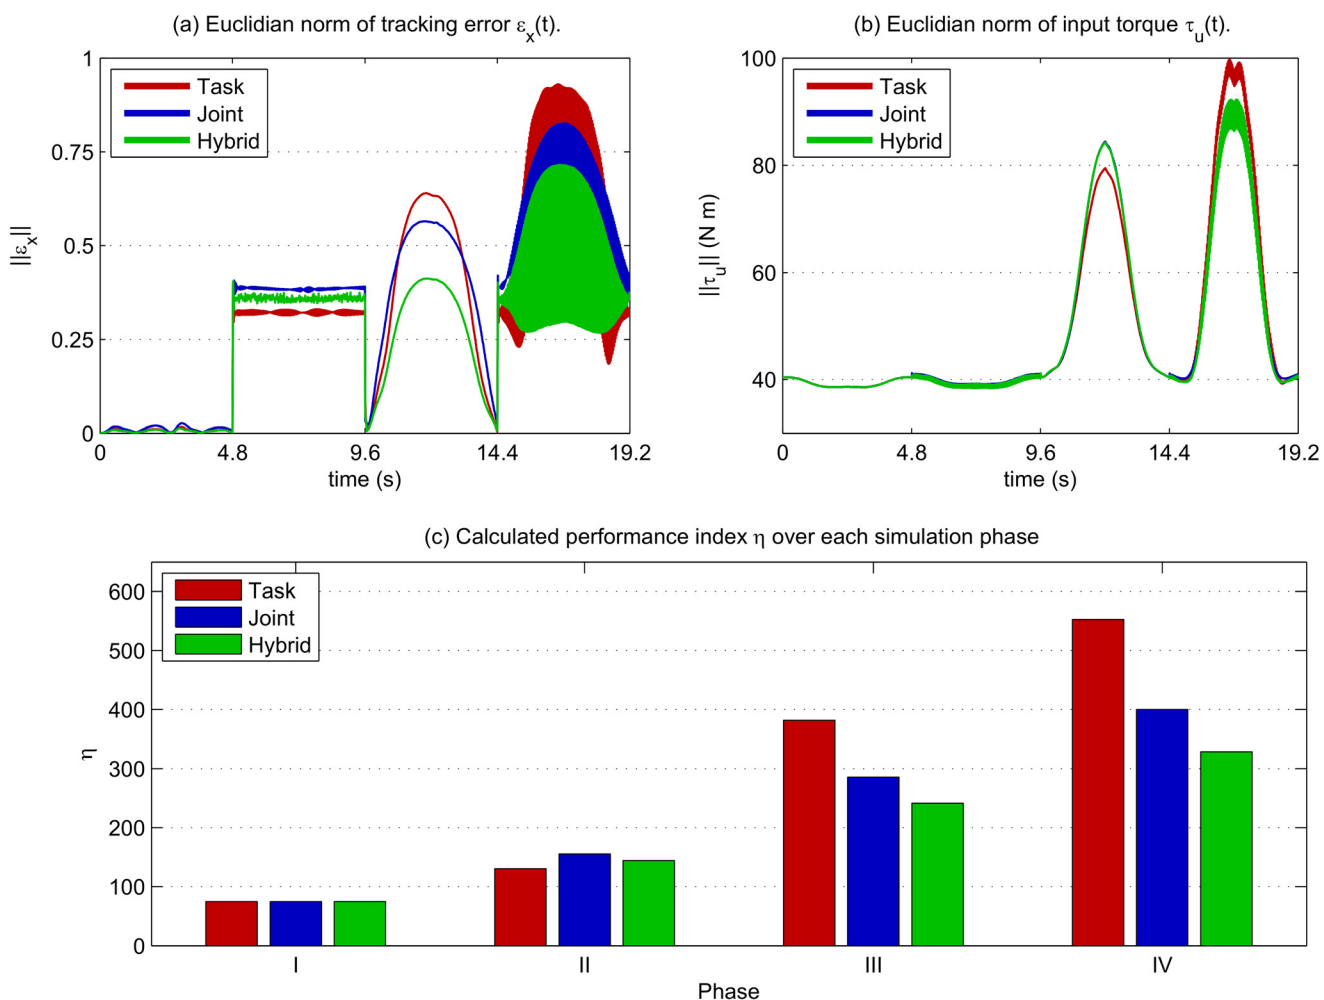 (a) Euclidian norm of tracking error εx(t).
1
0.75
0.5
0.25
0
||εx||
Task
Joint
Hybrid
0 4.8 9.6 14.4 19.2
time (s)
(b) Euclidian norm of input torque τu(t).
100
80
60
40
||τu|| (N m)
Task
Joint
Hybrid
0 4.8 9.6 14.4 19.2
time (s)
(c) Calculated performance index η over each simulation phase
600
500
400
300
200
100
0
η
Task
Joint
Hybrid
I II III IV
Phase